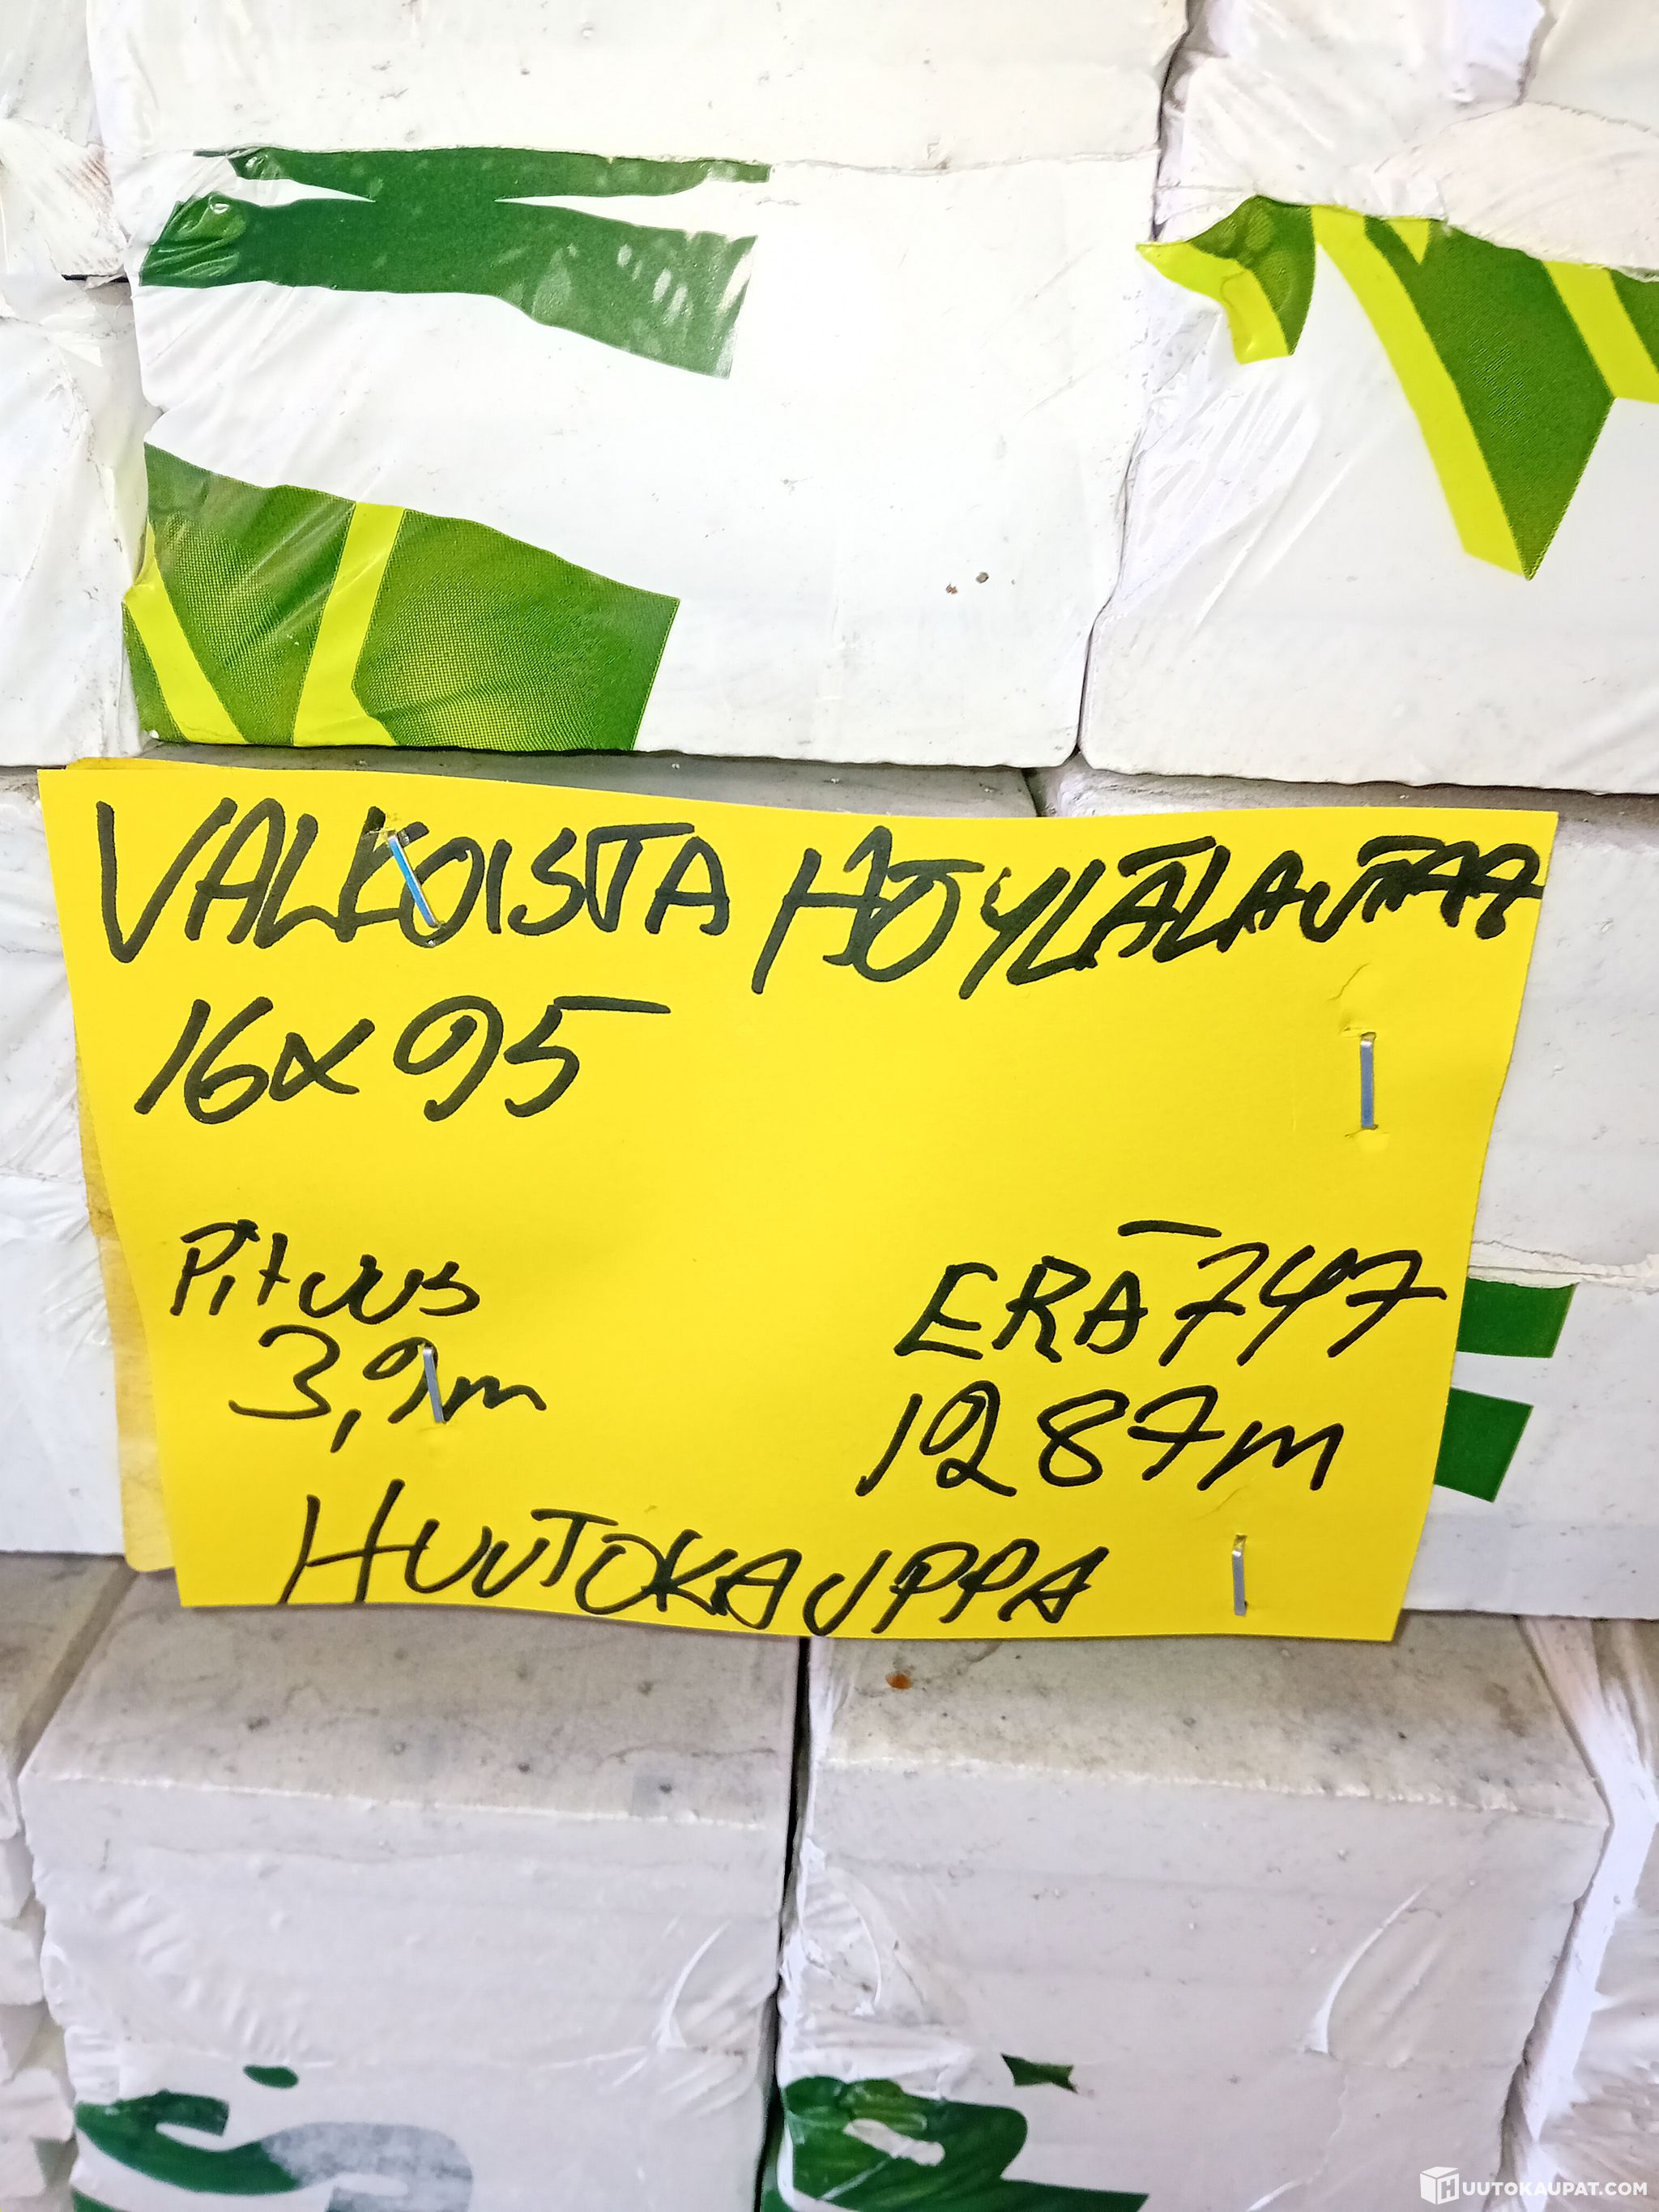 VALKOISTA HÖYLÄLAUTAA
16x95
Pituus
3,9m
ERÄ 747
1287m
HUUTOKAUPPA
HUUTOKAUPAT.COM